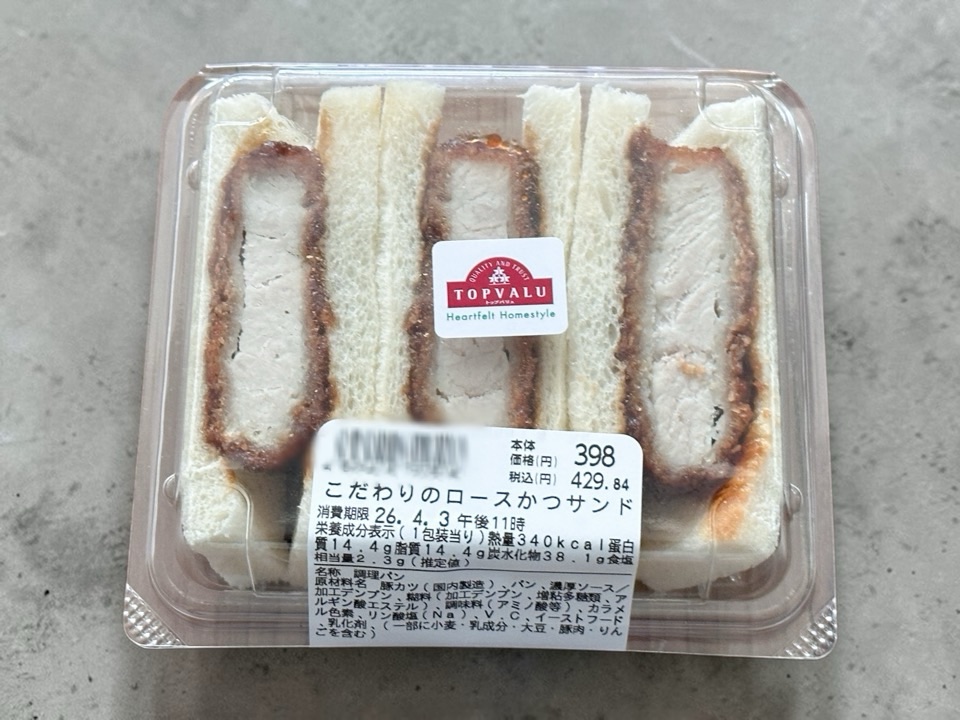 QUALITY AND TRUST
TOPVALU
トップバリュ
Heartfelt Homestyle
本体
価格(円) 398
税込(円) 429.84
こだわりのロースかつサンド
消費期限 26. 4. 3 午後11時
栄養成分表示(1包装当り)熱量340kcal蛋白
質14.4g脂質14.4g炭水化物38.1g食塩
相当量2.3g(推定値)
名称 調理パン
原材料名 豚カツ(国内製造)、パン、濃厚ソース/
加工デンプン、糊料(加工デンプン、増粘多糖類、ア
ルギン酸エステル)、調味料(アミノ酸等)、カラメ
ル色素、リン酸塩(Na)、V.C、イーストフード
、乳化剤、(一部に小麦・乳成分・大豆・豚肉・りん
ごを含む)